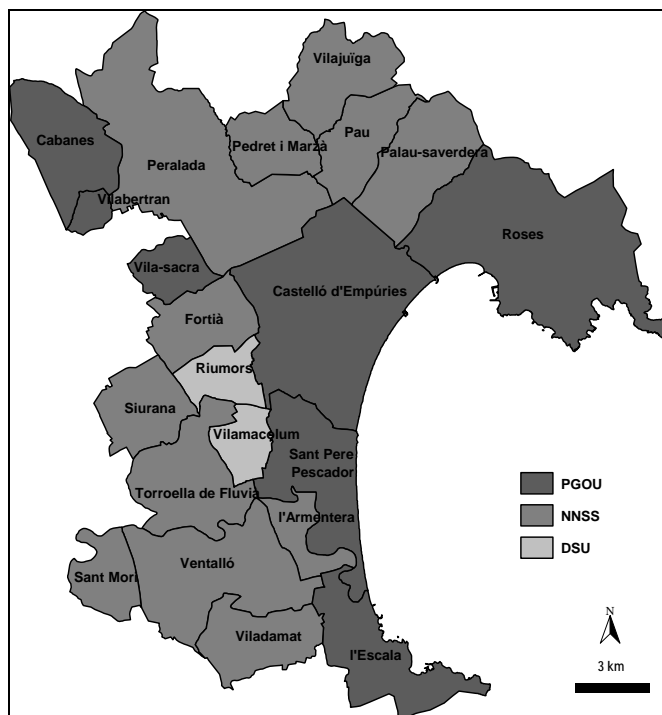 Vilajuïga
Cabanes
Peralada
Pedret i Marzà
Pau
Palau-saverdera
Vilabertran
Roses
Vila-sacra
Castelló d'Empúries
Fortià
Riumors
Siurana
Vilamacolum
Sant Pere
Pescador
Torroella de Fluvià
l'Armentera
Sant Mori
Ventalló
Viladamat
l'Escala
PGOU
NNSS
DSU
N
3 km